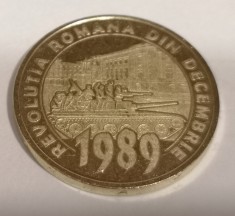 REVOLUTIA ROMANA DIN DECEMBRIE
1989